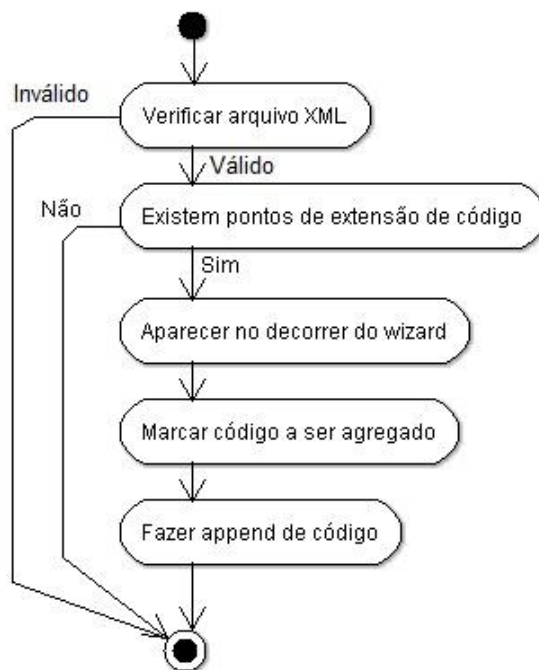 Inválido
Verificar arquivo XML
Válido
Não
Existem pontos de extensão de código
Sim
Aparecer no decorrer do wizard
Marcar código a ser agregado
Fazer append de código